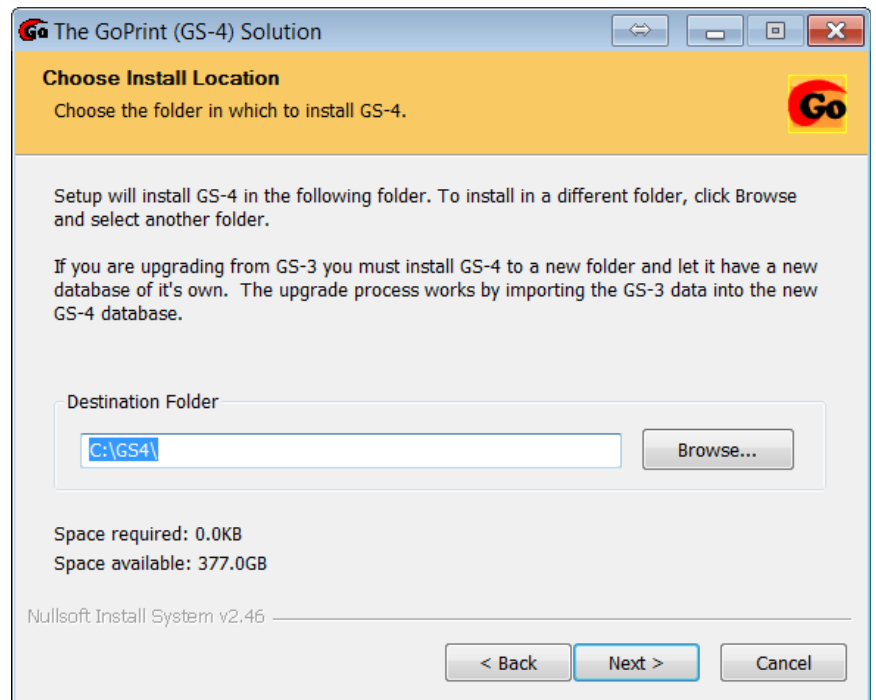 Go The GoPrint (GS-4) Solution
Choose Install Location
Choose the folder in which to install GS-4.
Go
Setup will install GS-4 in the following folder. To install in a different folder, click Browse
and select another folder.
If you are upgrading from GS-3 you must install GS-4 to a new folder and let it have a new
database of it's own.  The upgrade process works by importing the GS-3 data into the new
GS-4 database.
Destination Folder
C:\GS4\
Browse...
Space required: 0.0KB
Space available: 377.0GB
Nullsoft Install System v2.46
< Back Next > Cancel